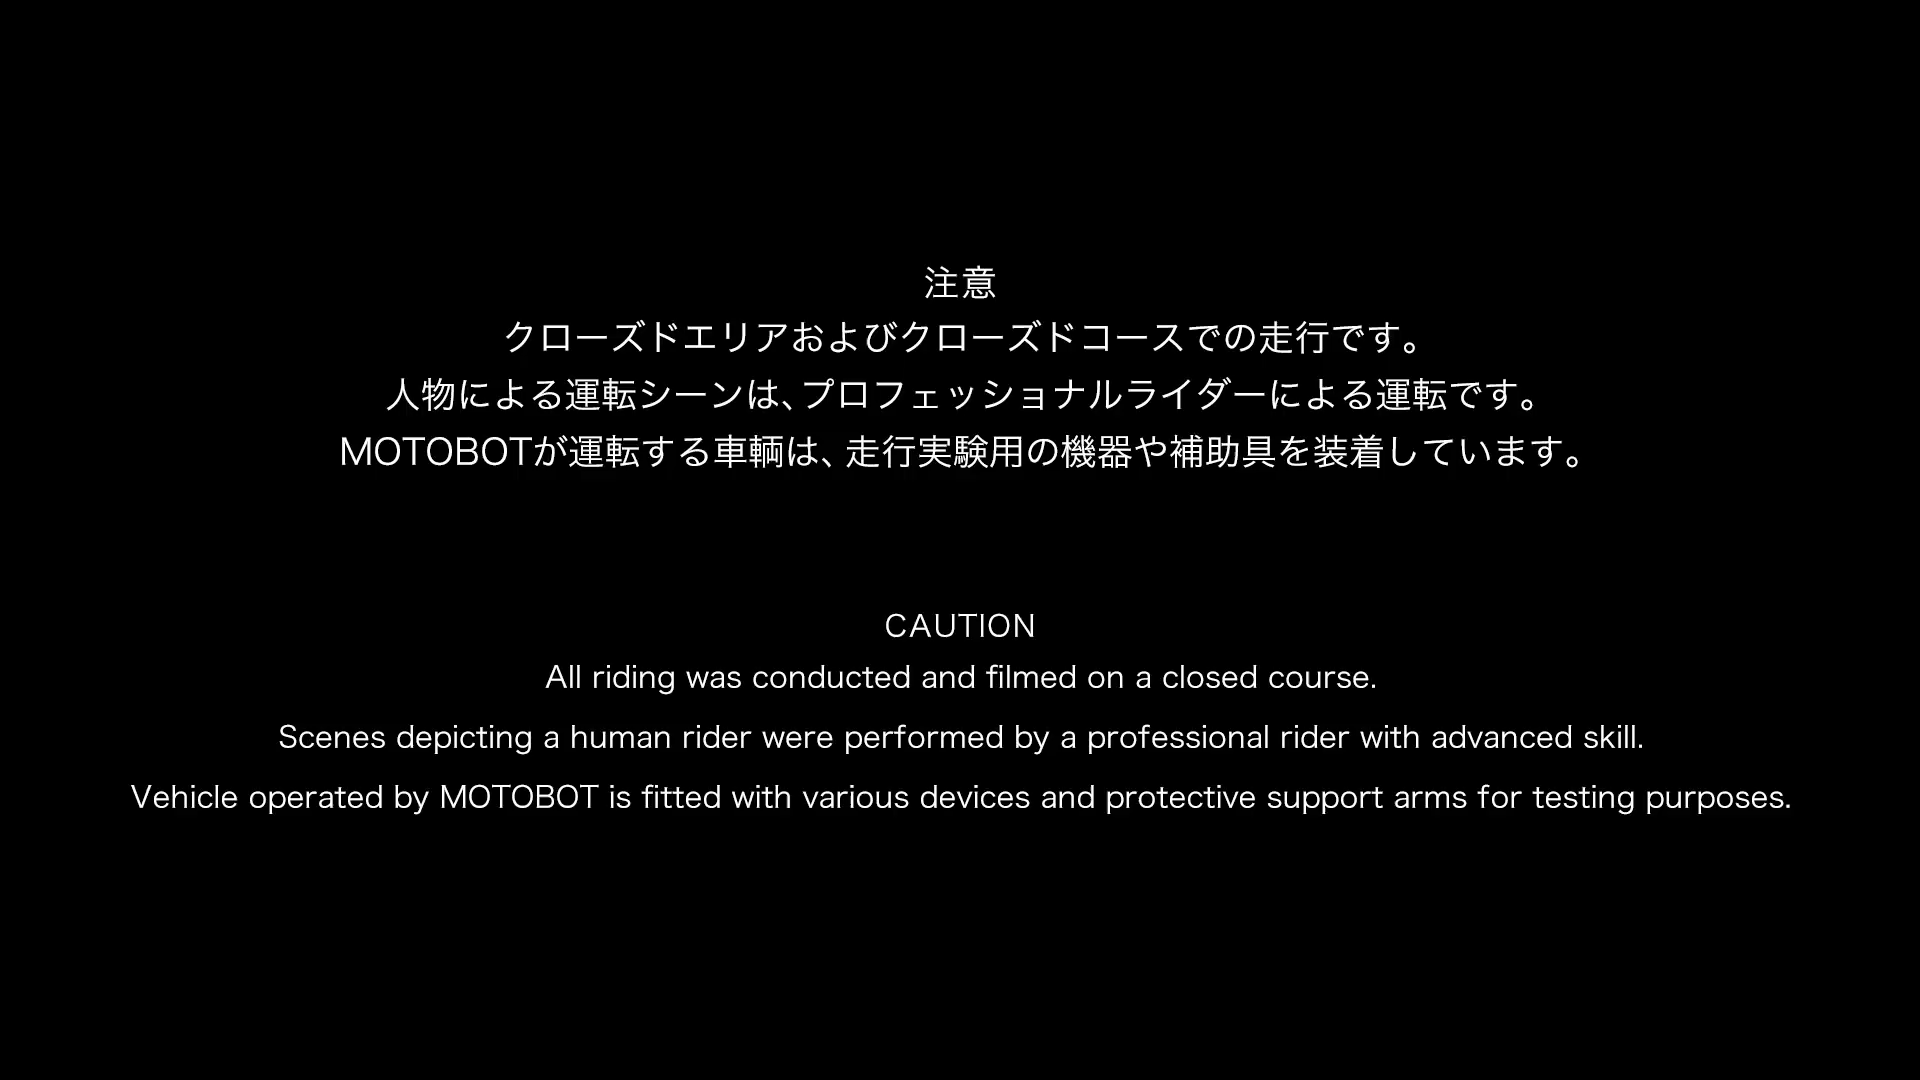 注意
クローズドエリアおよびクローズドコースでの走行です。
人物による運転シーンは、プロフェッショナルライダーによる運転です。
MOTOBOTが運転する車輌は、走行実験用の機器や補助具を装着しています。
CAUTION
All riding was conducted and filmed on a closed course.
Scenes depicting a human rider were performed by a professional rider with advanced skill.
Vehicle operated by MOTOBOT is fitted with various devices and protective support arms for testing purposes.